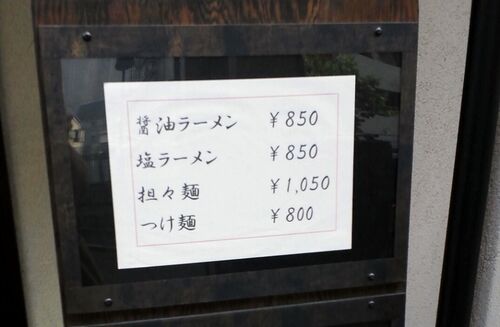 醤油ラーメン ¥850
塩ラーメン ¥850
担々麺 ¥1,050
つけ麺 ¥800